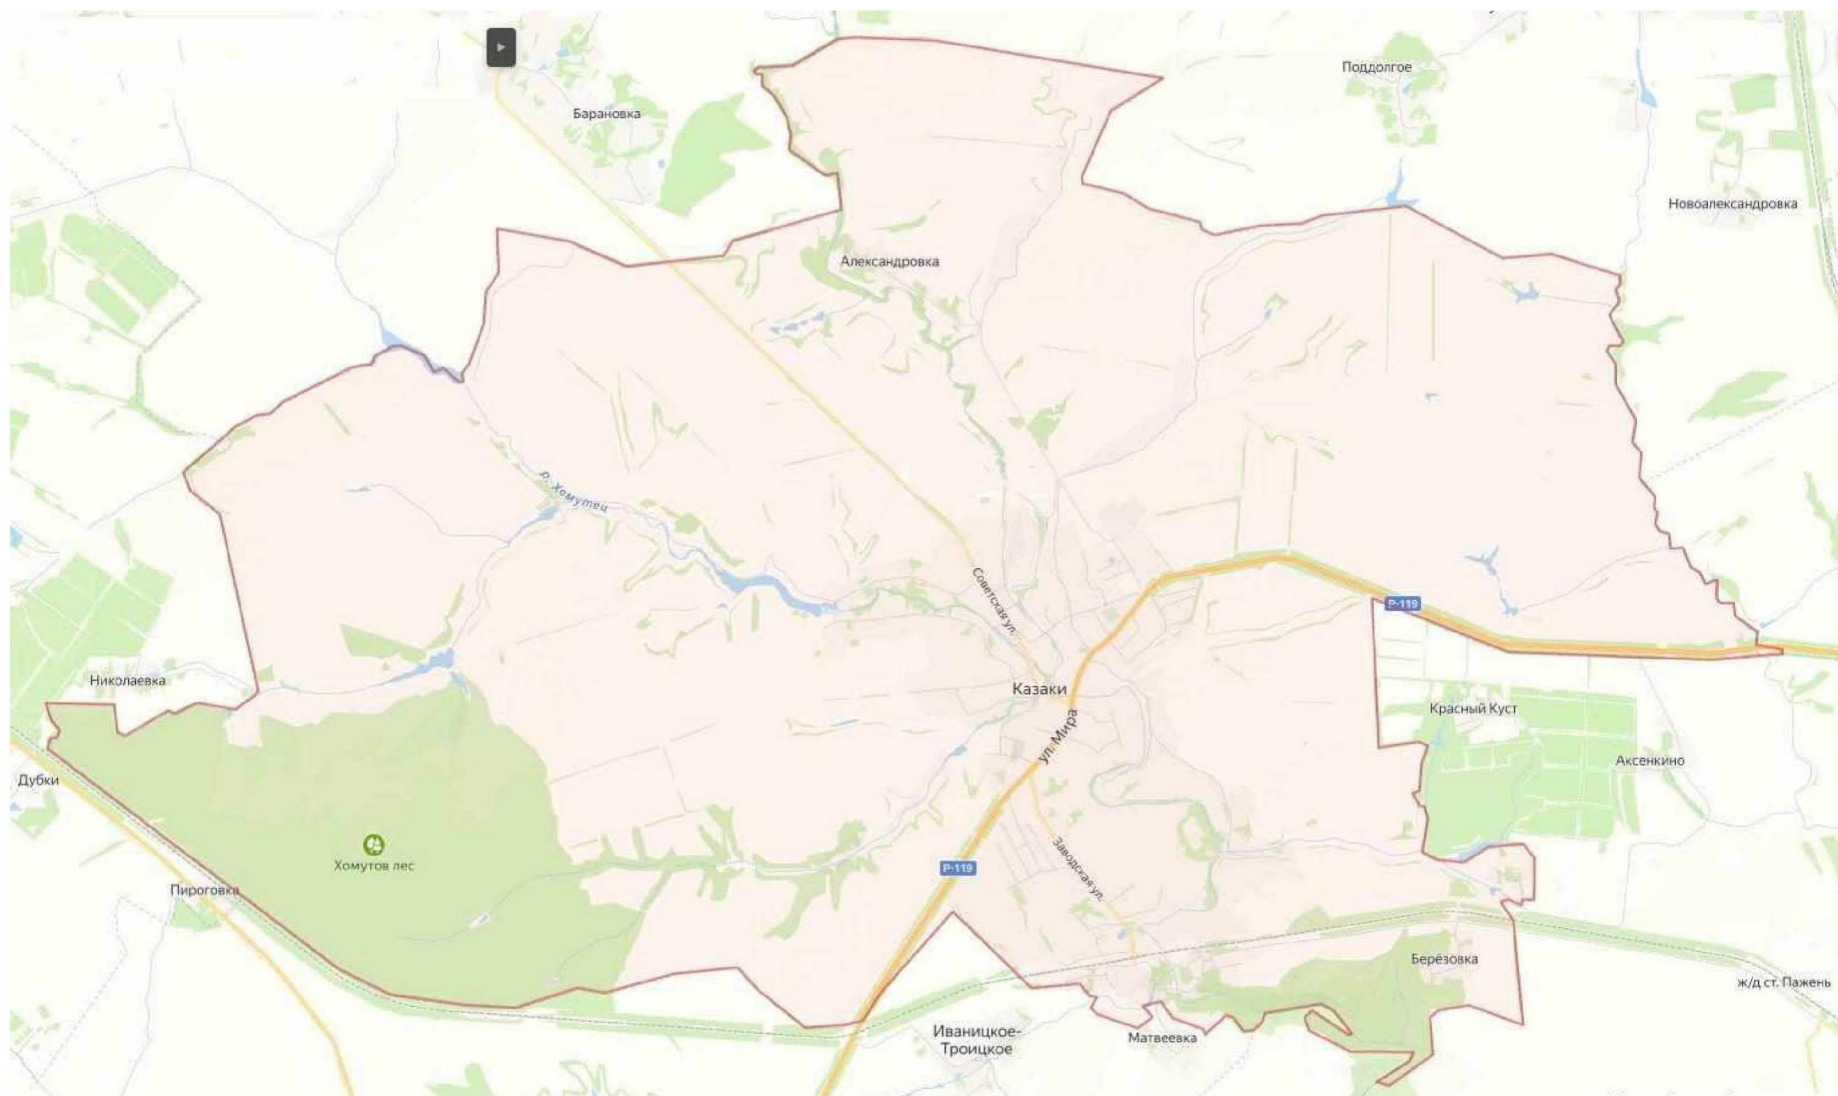 Поддолгое
Барановка
Новоалександровка
Александровка
р. Хомутец
Советская ул.
Р-119
Николаевка
Казаки
Красный Куст
ул. Мира
Аксенкино
Дубки
Хомутов лес
Р-119
Заводская ул.
Пироговка
Берёзовка
ж/д ст. Пажень
Иваницкое-
Троицкое
Матвеевка